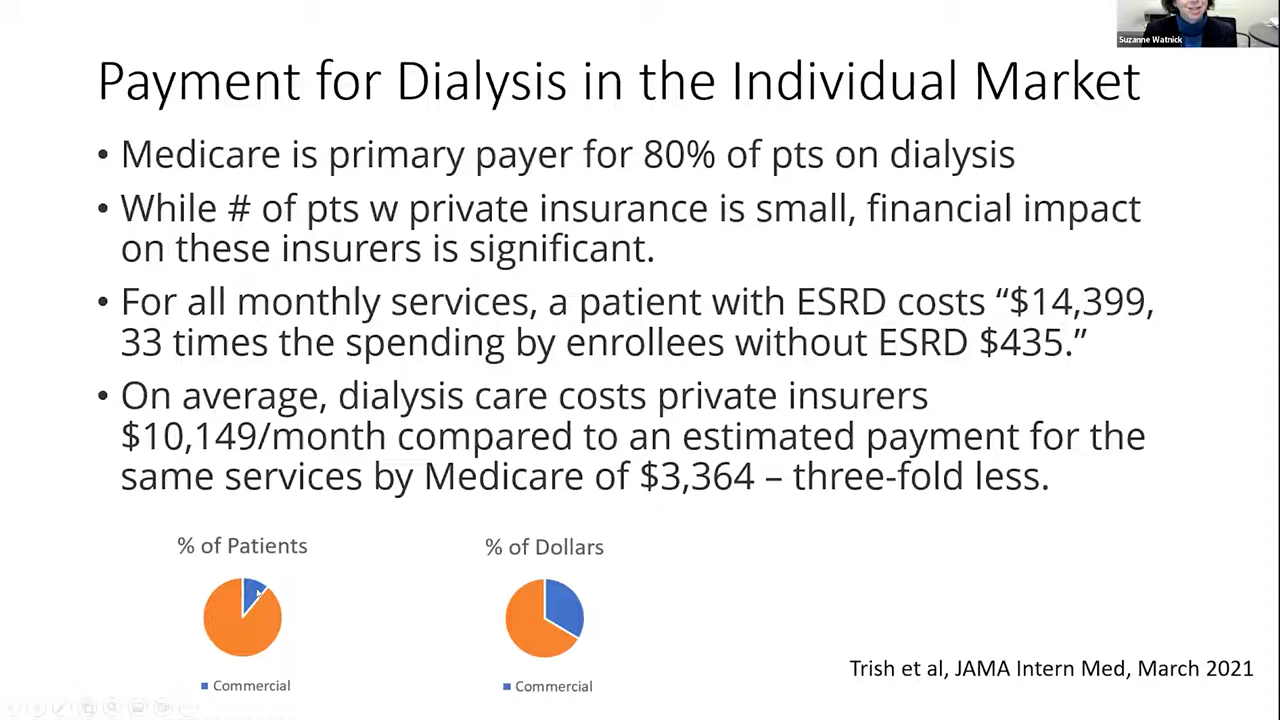 Suzanne Watnick
Payment for Dialysis in the Individual Market
• Medicare is primary payer for 80% of pts on dialysis
• While # of pts w private insurance is small, financial impact
on these insurers is significant.
• For all monthly services, a patient with ESRD costs “$14,399,
33 times the spending by enrollees without ESRD $435.”
• On average, dialysis care costs private insurers
$10,149/month compared to an estimated payment for the
same services by Medicare of $3,364 – three-fold less.
% of Patients
% of Dollars
Commercial
Commercial
Trish et al, JAMA Intern Med, March 2021